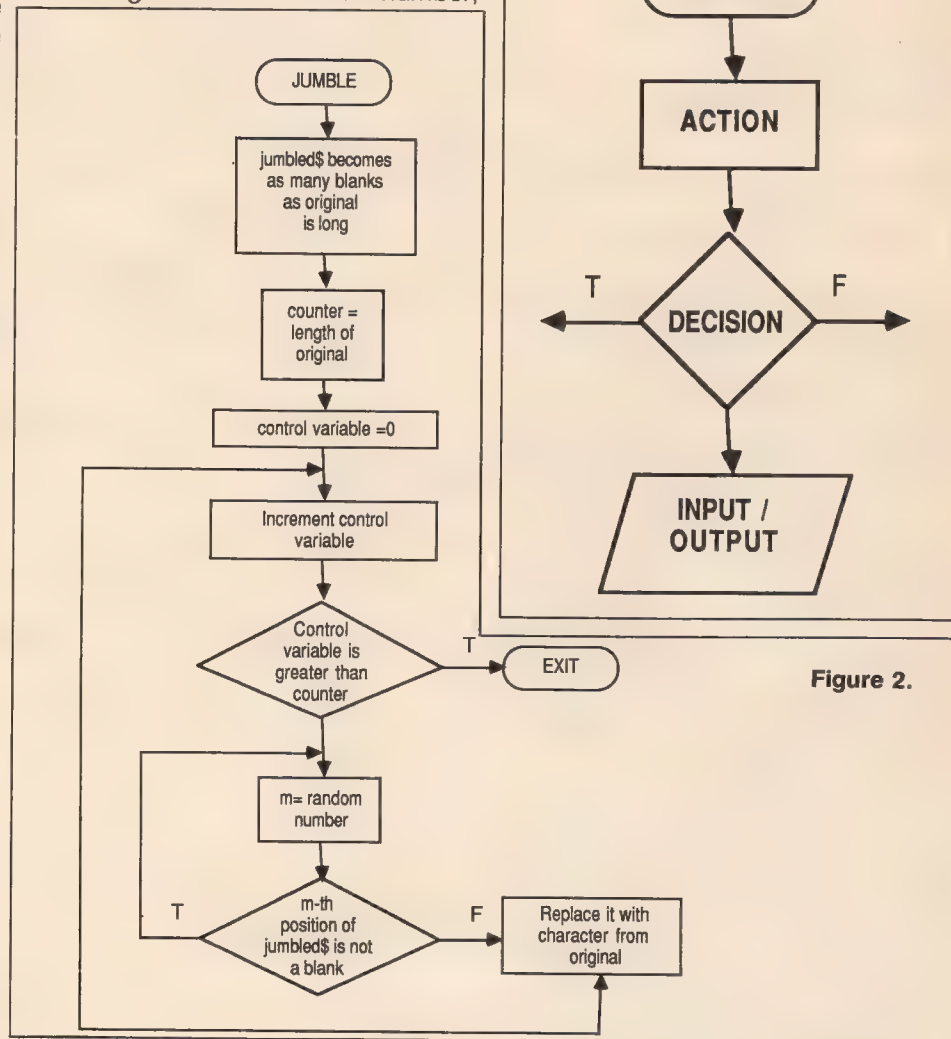 JUMBLE
jumbled$ becomes
as many blanks
as original
is long
counter =
length of
original
control variable =0
Increment control
variable
Control
variable is
greater than
counter
T
EXIT
m= random
number
m-th
position of
jumbled$ is not
a blank
T
F
Replace it with
character from
original
ACTION
T
DECISION
F
INPUT /
OUTPUT
Figure 2.